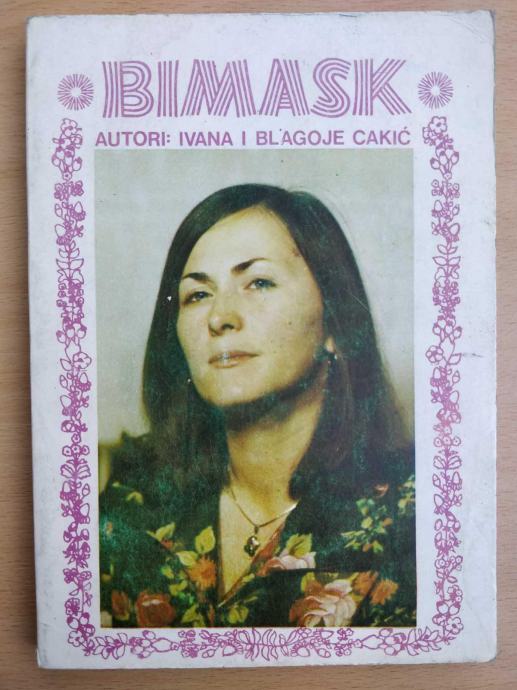 BIMASK
AUTORI: IVANA I BLAGOJE CAKIĆ